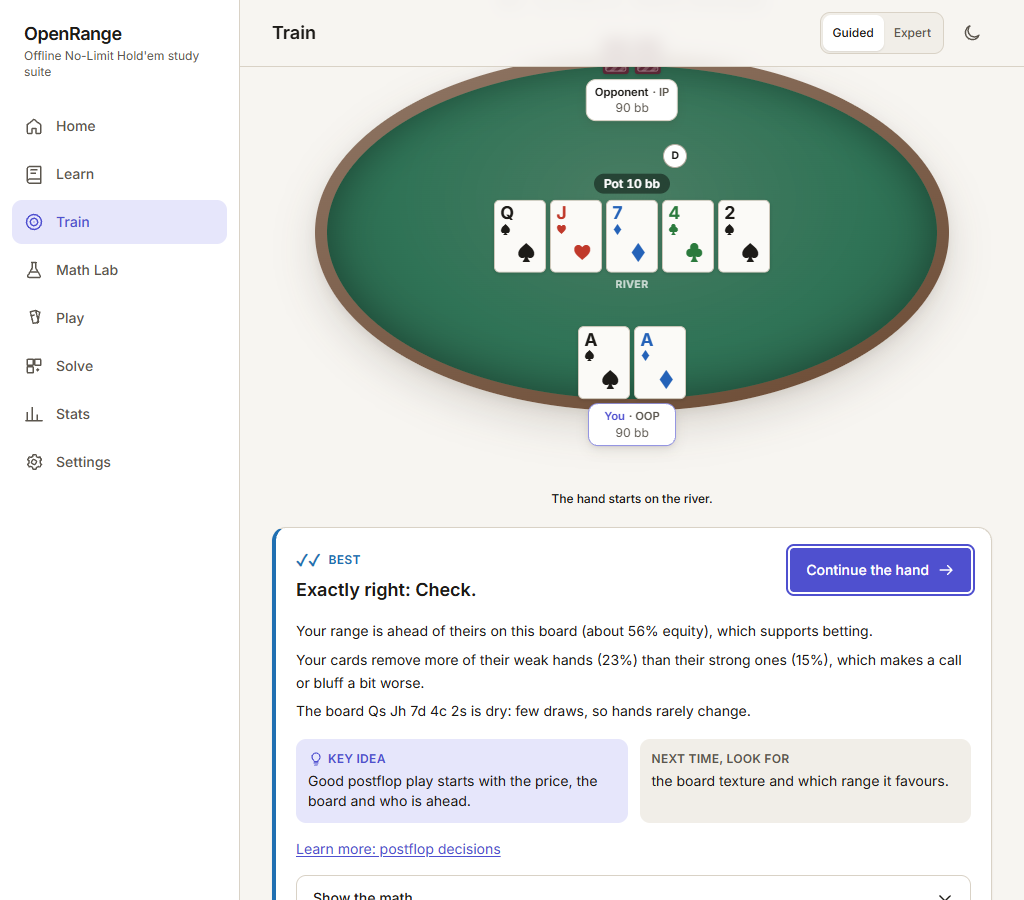 OpenRange
Offline No-Limit Hold'em study
suite
Home
Learn
Train
Math Lab
Play
Solve
Stats
Settings
Train
Guided
Expert
Opponent · IP
90 bb
D
Pot 10 bb
Q
J
7
4
2
RIVER
A
A
You · OOP
90 bb
The hand starts on the river.
BEST
Exactly right: Check.
Continue the hand
Your range is ahead of theirs on this board (about 56% equity), which supports betting.
Your cards remove more of their weak hands (23%) than their strong ones (15%), which makes a call
or bluff a bit worse.
The board Qs Jh 7d 4c 2s is dry: few draws, so hands rarely change.
KEY IDEA
Good postflop play starts with the price, the
board and who is ahead.
NEXT TIME, LOOK FOR
the board texture and which range it favours.
Learn more: postflop decisions
Show the math